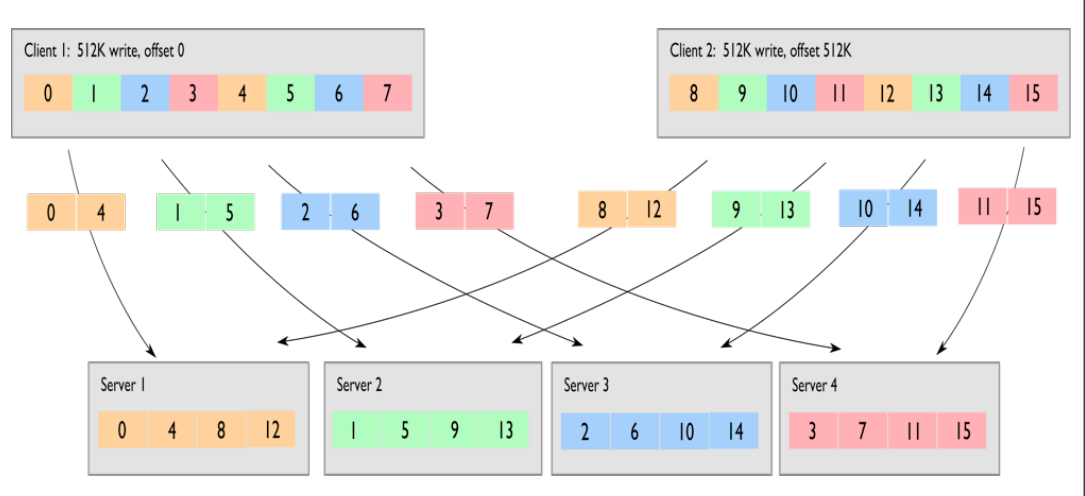 Client 1: 512K write, offset 0
0 1 2 3 4 5 6 7
Client 2: 512K write, offset 512K
8 9 10 11 12 13 14 15
0 4
1 5
2 6
3 7
8 12
9 13
10 14
11 15
Server 1
0 4 8 12
Server 2
1 5 9 13
Server 3
2 6 10 14
Server 4
3 7 11 15